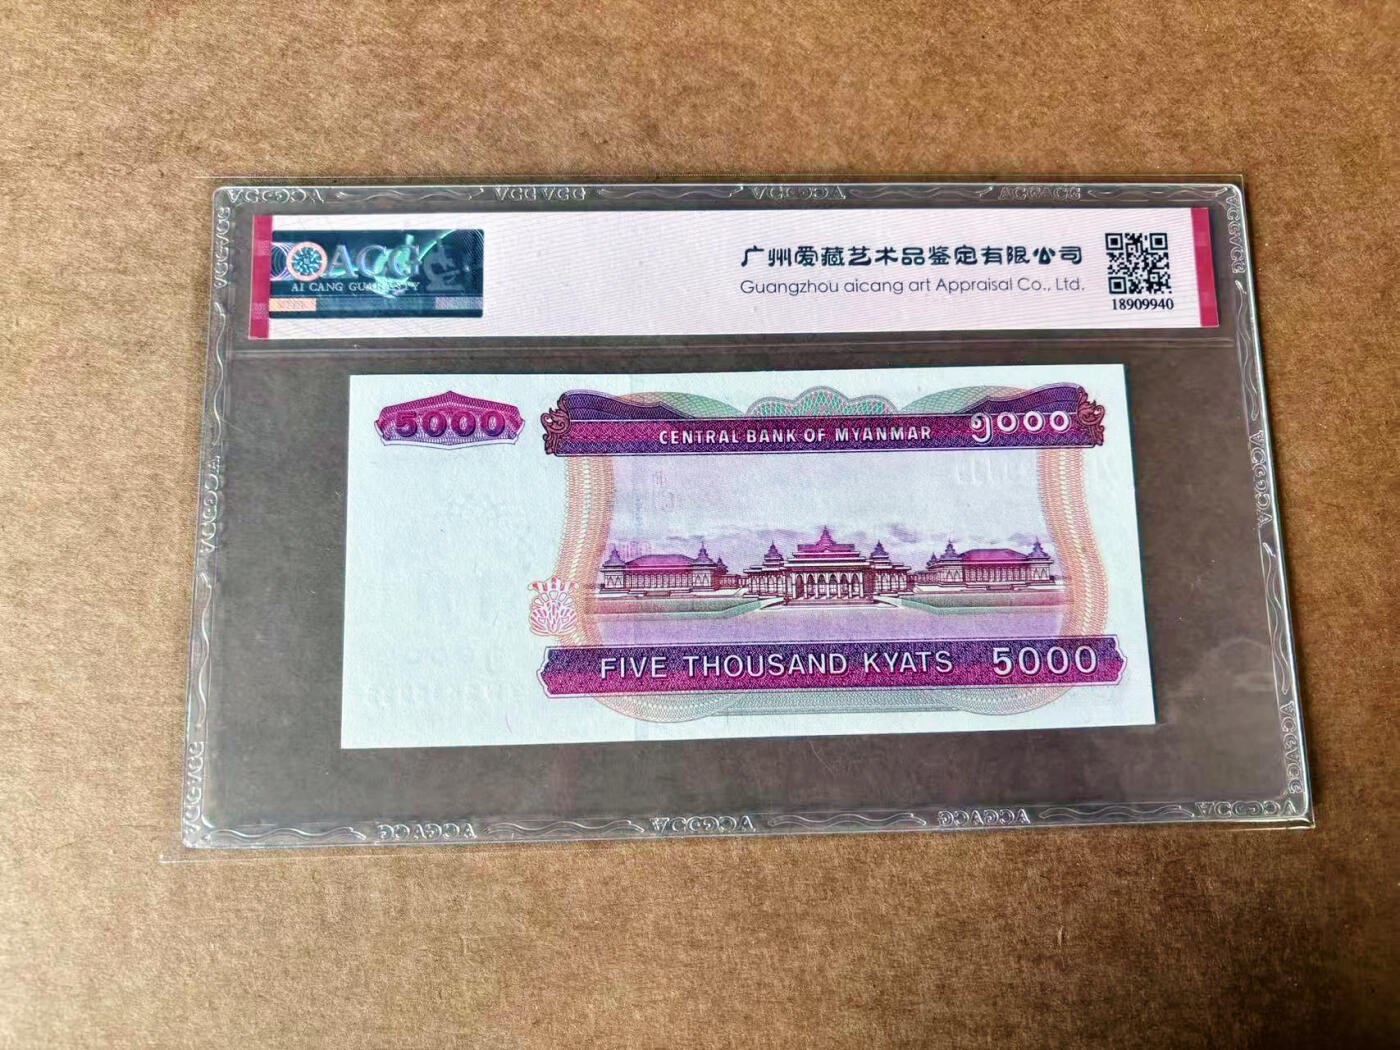 ACG
AI CANG GUARANTY
广州爱藏艺术品鉴定有限公司
Guangzhou aicang art Appraisal Co., Ltd.
18909940
5000
CENTRAL BANK OF MYANMAR
၅၀၀၀
FIVE THOUSAND KYATS 5000